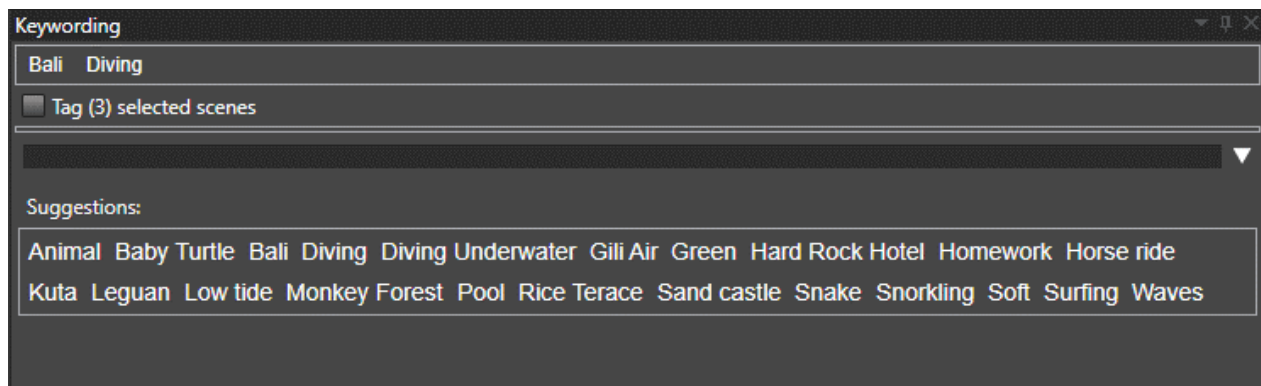 Keywording
Bali Diving
Tag (3) selected scenes
Suggestions:
Animal Baby Turtle Bali Diving Diving Underwater Gili Air Green Hard Rock Hotel Homework Horse ride
Kuta Leguan Low tide Monkey Forest Pool Rice Terace Sand castle Snake Snorkling Soft Surfing Waves